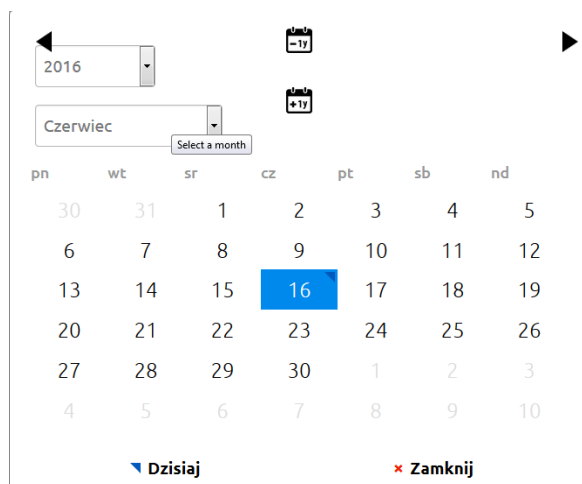 −1y
2016
+1y
Czerwiec
Select a month
pn wt sr cz pt sb nd
30 31 1 2 3 4 5
6 7 8 9 10 11 12
13 14 15 16 17 18 19
20 21 22 23 24 25 26
27 28 29 30 1 2 3
4 5 6 7 8 9 10
Dzisiaj × Zamknij